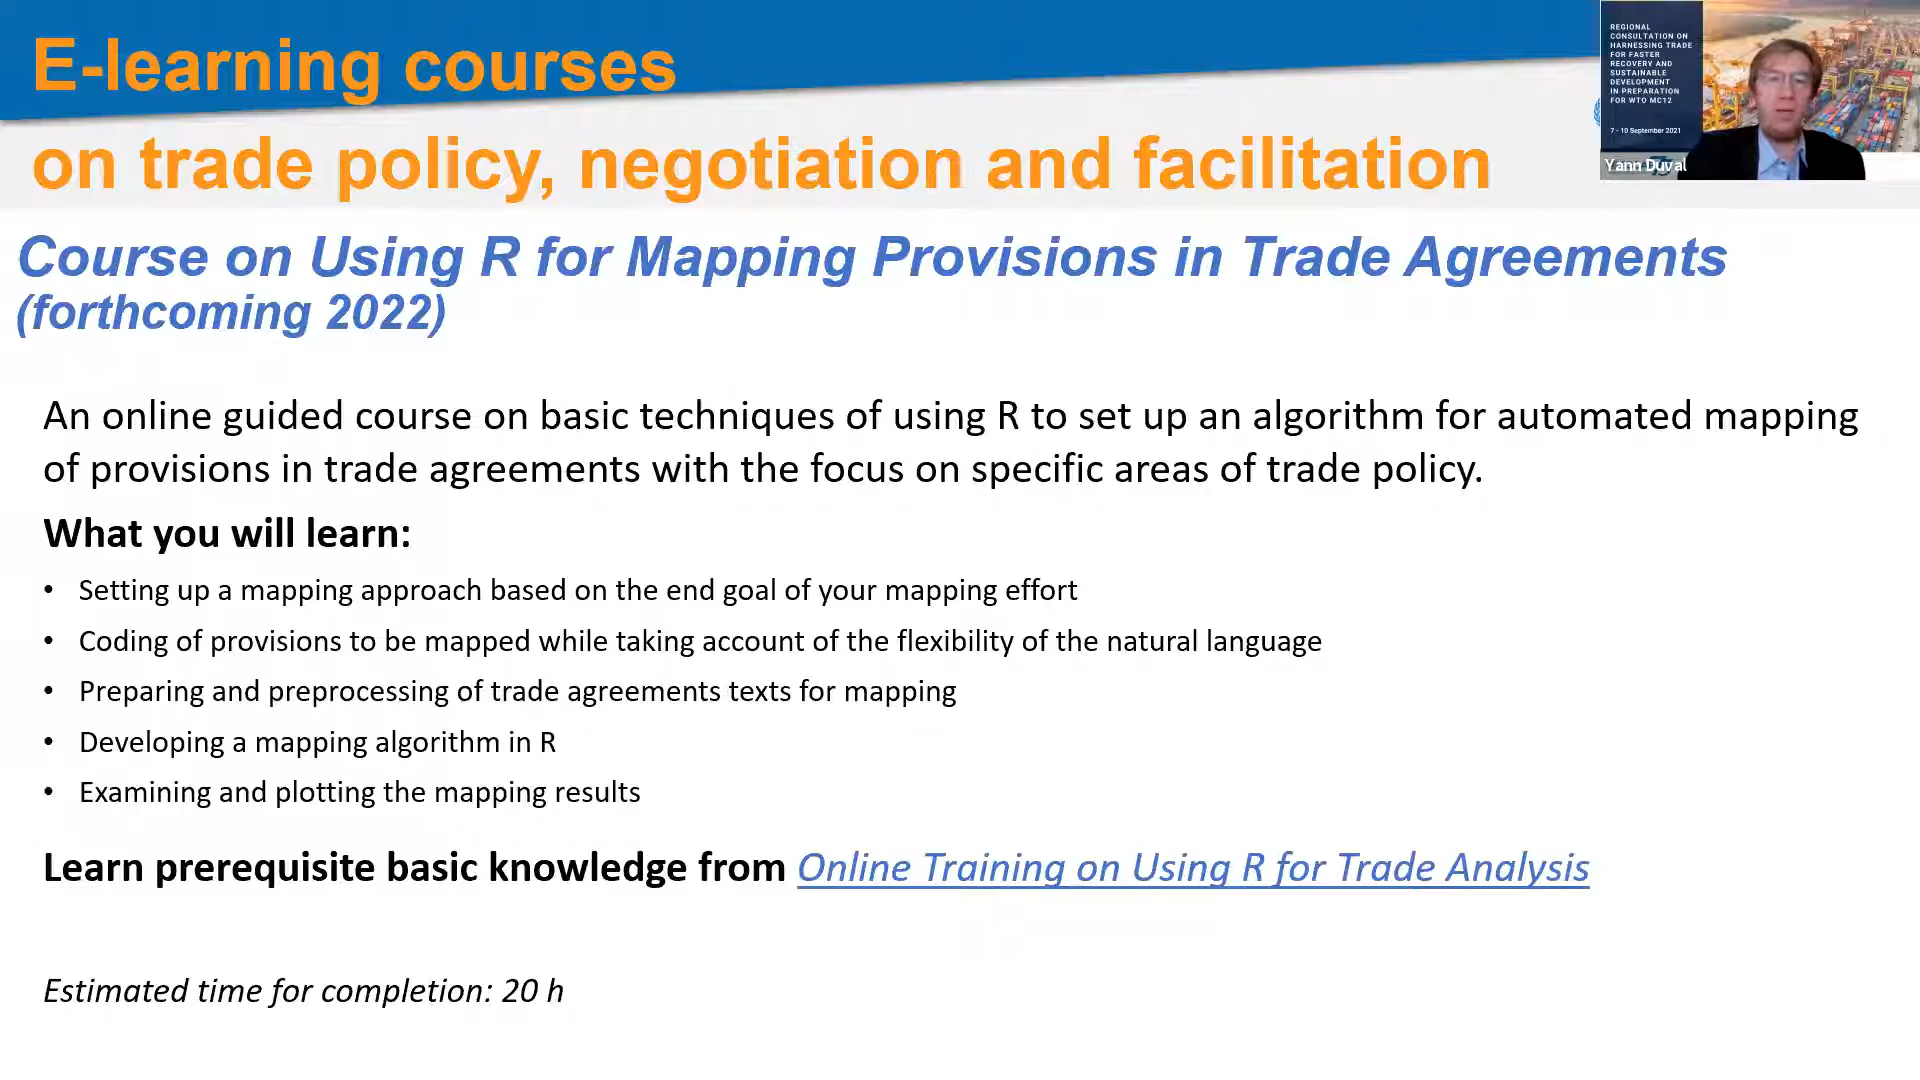 E-learning courses
on trade policy, negotiation and facilitation
REGIONAL
CONSULTATION ON
HARNESSING TRADE
FOR FASTER
RECOVERY AND
SUSTAINABLE
DEVELOPMENT
IN PREPARATION
FOR WTO MC12
7 - 10 September 2021
Yann Duval
Course on Using R for Mapping Provisions in Trade Agreements
(forthcoming 2022)
An online guided course on basic techniques of using R to set up an algorithm for automated mapping
of provisions in trade agreements with the focus on specific areas of trade policy.
What you will learn:
• Setting up a mapping approach based on the end goal of your mapping effort
• Coding of provisions to be mapped while taking account of the flexibility of the natural language
• Preparing and preprocessing of trade agreements texts for mapping
• Developing a mapping algorithm in R
• Examining and plotting the mapping results
Learn prerequisite basic knowledge from Online Training on Using R for Trade Analysis
Estimated time for completion: 20 h